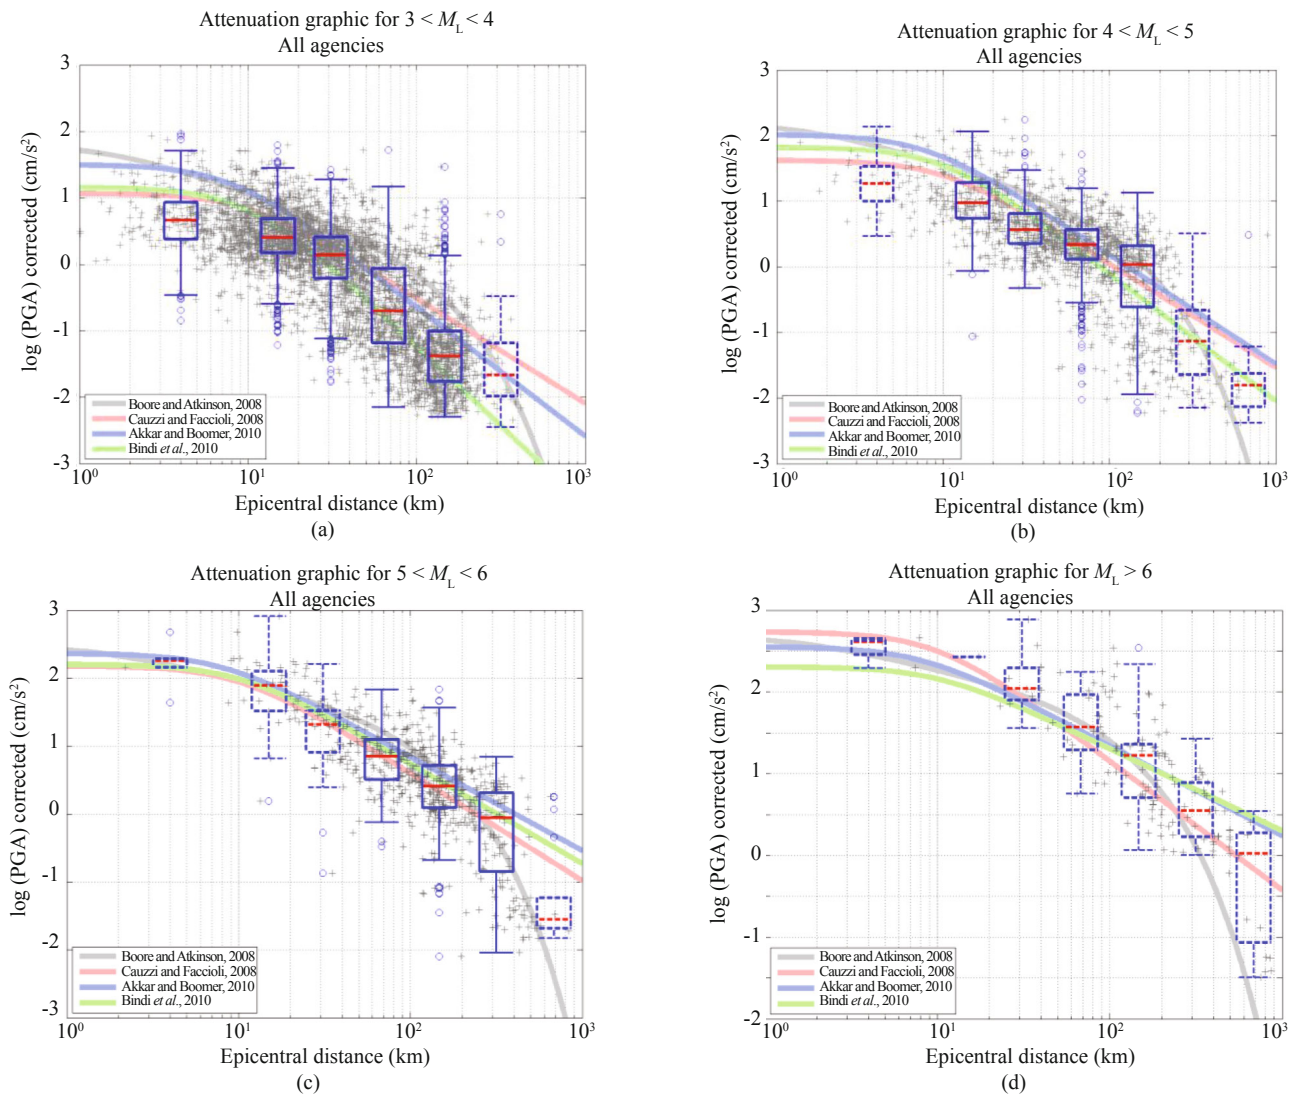 Attenuation graphic for 3 < M_L < 4
All agencies
3
2
1
0
-1
-2
-3
log (PGA) corrected (cm/s²)
Boore and Atkinson, 2008
Cauzzi and Faccioli, 2008
Akkar and Boomer, 2010
Bindi et al., 2010
10⁰ 10¹ 10² 10³
Epicentral distance (km)
(a)
Attenuation graphic for 4 < M_L < 5
All agencies
3
2
1
0
-1
-2
-3
log (PGA) corrected (cm/s²)
Boore and Atkinson, 2008
Cauzzi and Faccioli, 2008
Akkar and Boomer, 2010
Bindi et al., 2010
10⁰ 10¹ 10² 10³
Epicentral distance (km)
(b)
Attenuation graphic for 5 < M_L < 6
All agencies
3
2
1
0
-1
-2
-3
log (PGA) corrected (cm/s²)
Boore and Atkinson, 2008
Cauzzi and Faccioli, 2008
Akkar and Boomer, 2010
Bindi et al., 2010
10⁰ 10¹ 10² 10³
Epicentral distance (km)
(c)
Attenuation graphic for M_L > 6
All agencies
3
2
1
0
-1
-2
log (PGA) corrected (cm/s²)
Boore and Atkinson, 2008
Cauzzi and Faccioli, 2008
Akkar and Boomer, 2010
Bindi et al., 2010
10⁰ 10¹ 10² 10³
Epicentral distance (km)
(d)